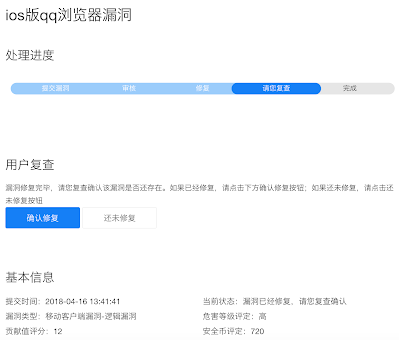 ios版qq浏览器漏洞
处理进度
提交漏洞 审核 修复 请您复查 完成
用户复查
漏洞修复完毕，请您复查确认该漏洞是否还存在。如果已经修复，请点击下方确认修复按钮；如果还未修复，请点击还
未修复按钮
确认修复 还未修复
基本信息
提交时间：2018-04-16 13:41:41 当前状态：漏洞已经修复，请您复查确认
漏洞类型：移动客户端漏洞-逻辑漏洞 危害等级评定：高
贡献值评分：12 安全币评定：720